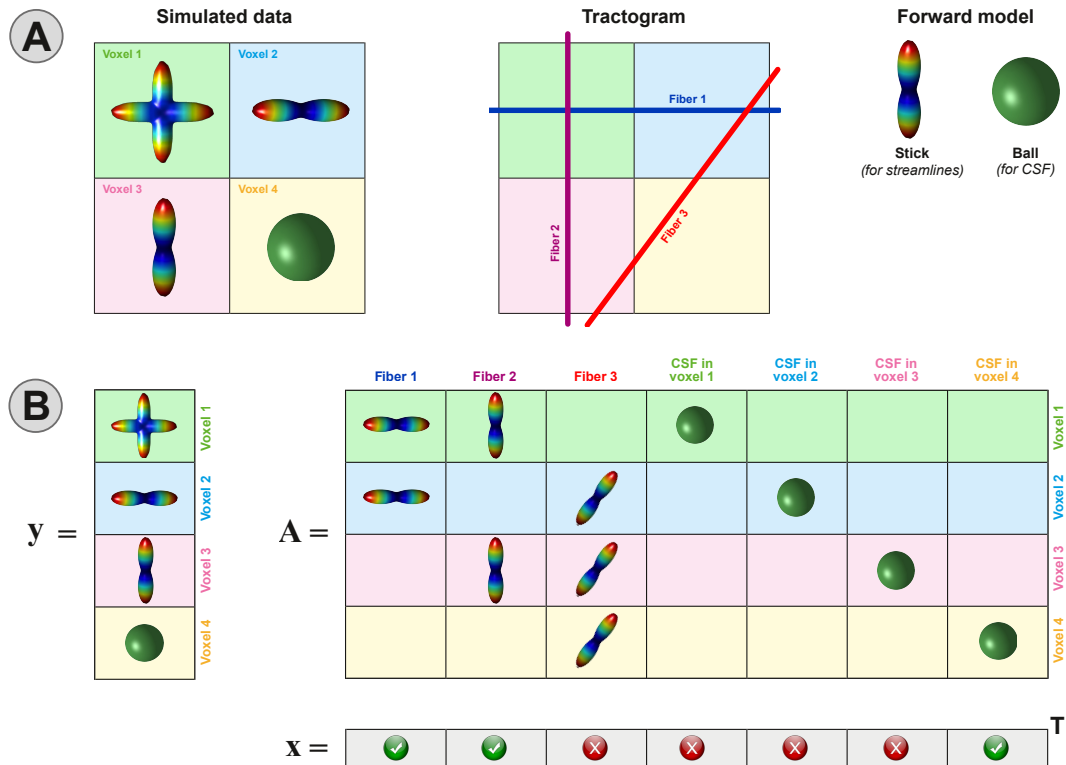 A
Simulated data
Tractogram
Forward model
Voxel 1
Voxel 2
Voxel 3
Voxel 4
Fiber 1
Fiber 2
Fiber 3
Stick
(for streamlines)
Ball
(for CSF)
B
y =
Voxel 1
Voxel 2
Voxel 3
Voxel 4
A =
Fiber 1
Fiber 2
Fiber 3
CSF in
voxel 1
CSF in
voxel 2
CSF in
voxel 3
CSF in
voxel 4
Voxel 1
Voxel 2
Voxel 3
Voxel 4
x =
T